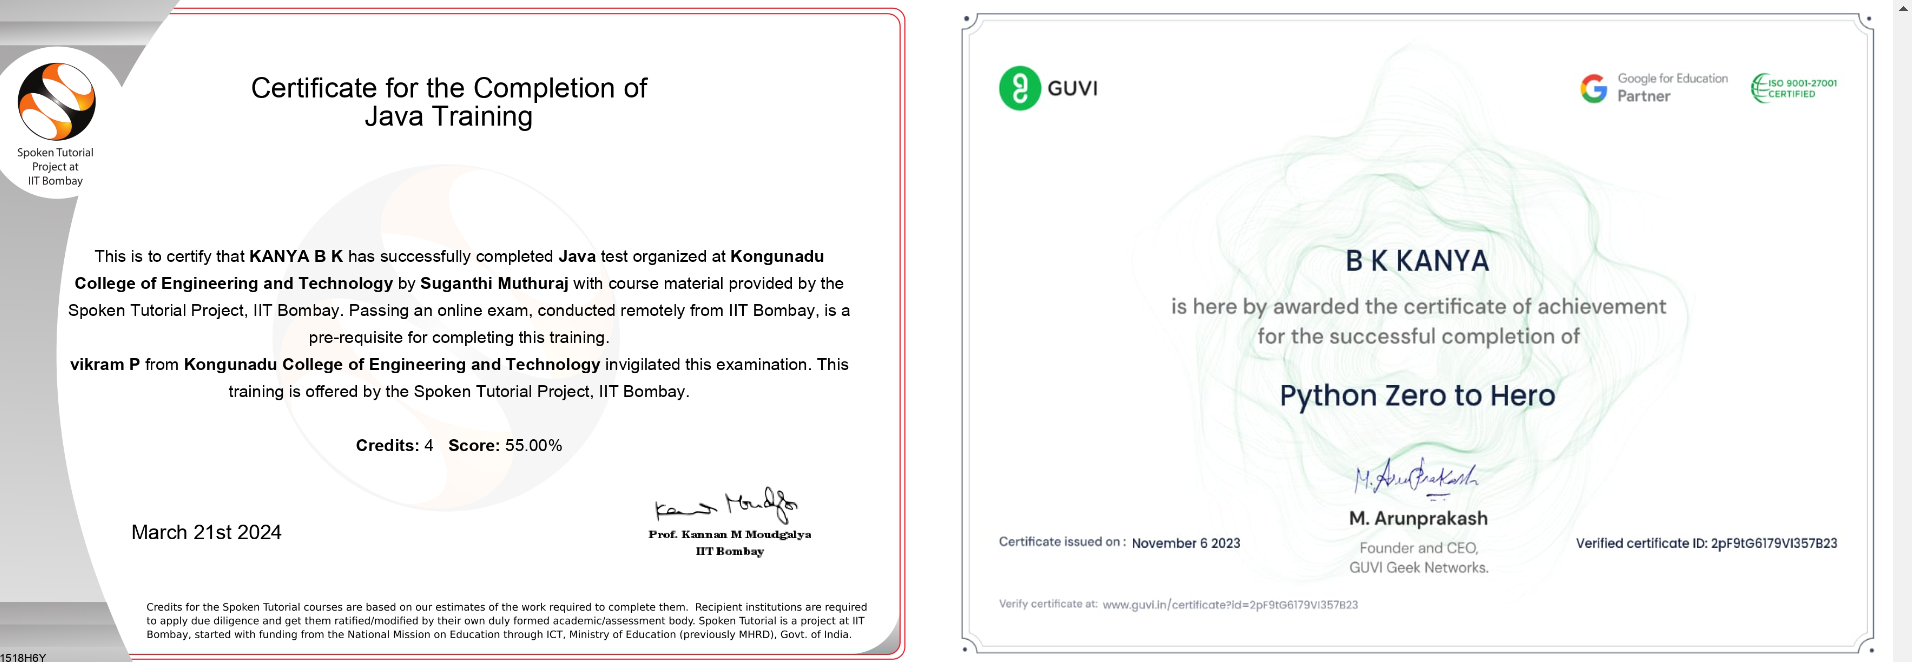 Spoken Tutorial
Project at
IIT Bombay
Certificate for the Completion of
Java Training
This is to certify that KANYA B K has successfully completed Java test organized at Kongunadu
College of Engineering and Technology by Suganthi Muthuraj with course material provided by the
Spoken Tutorial Project, IIT Bombay. Passing an online exam, conducted remotely from IIT Bombay, is a
pre-requisite for completing this training.
vikram P from Kongunadu College of Engineering and Technology invigilated this examination. This
training is offered by the Spoken Tutorial Project, IIT Bombay.
Credits: 4 Score: 55.00%
March 21st 2024
Prof. Kannan M Moudgalya
IIT Bombay
Credits for the Spoken Tutorial courses are based on our estimates of the work required to complete them. Recipient institutions are required
to apply due diligence and get them ratified/modified by their own duly formed academic/assessment body. Spoken Tutorial is a project at IIT
Bombay, started with funding from the National Mission on Education through ICT, Ministry of Education (previously MHRD), Govt. of India.
1518H6Y
GUVI
Google for Education
Partner
ISO 9001-27001
CERTIFIED
B K KANYA
is here by awarded the certificate of achievement
for the successful completion of
Python Zero to Hero
M. ArunPrakash
M. Arunprakash
Founder and CEO,
GUVI Geek Networks.
Certificate issued on : November 6 2023
Verified certificate ID: 2pF9tG6179VI357B23
Verify certificate at: www.guvi.in/certificate?id=2pF9tG6179VI357B23